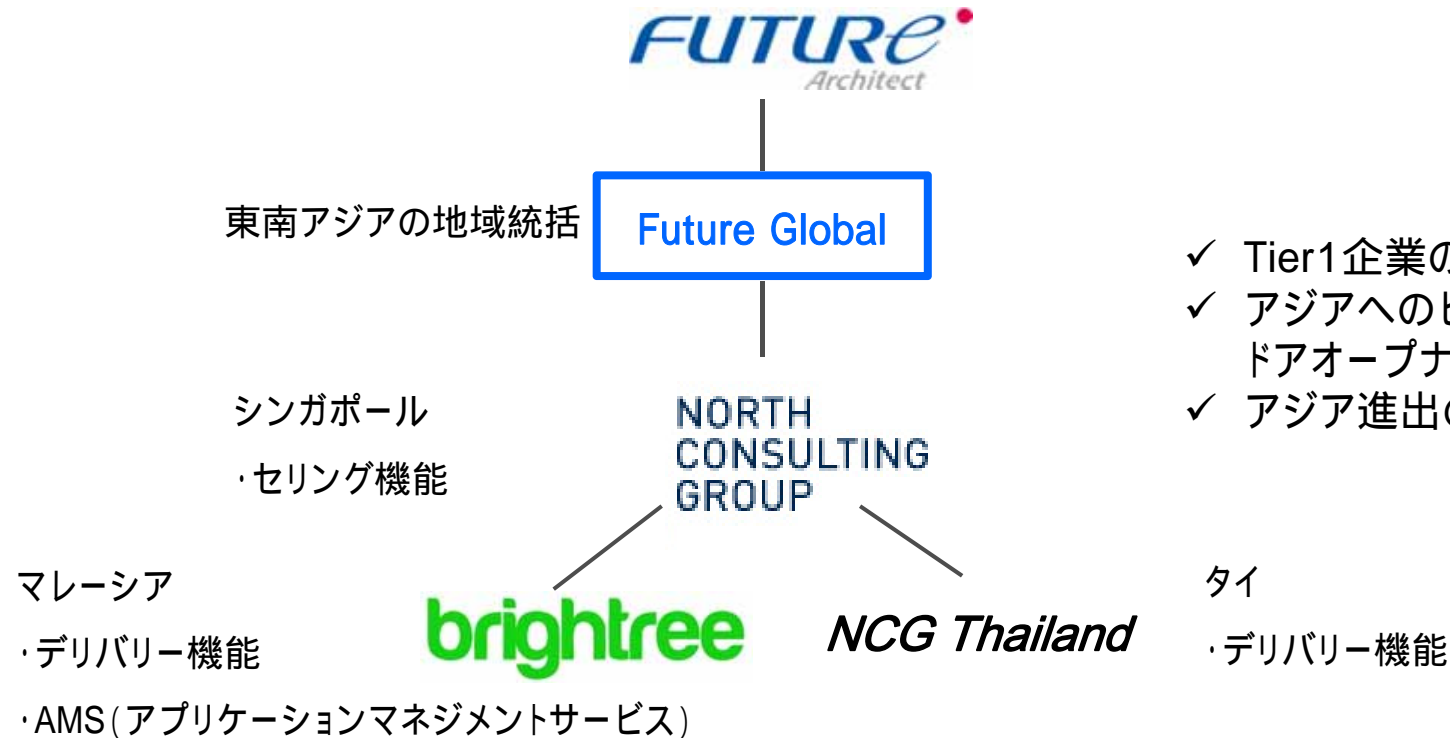 FUTURe
Architect
東南アジアの地域統括
Future Global
✓ Tier1企業の
✓ アジアへの
ドアオープナ
✓ アジア進出
シンガポール
・セリング機能
NORTH
CONSULTING
GROUP
マレーシア
・デリバリー機能
・AMS(アプリケーションマネジメントサービス)
brightree
NCG Thailand
タイ
・デリバリー機能